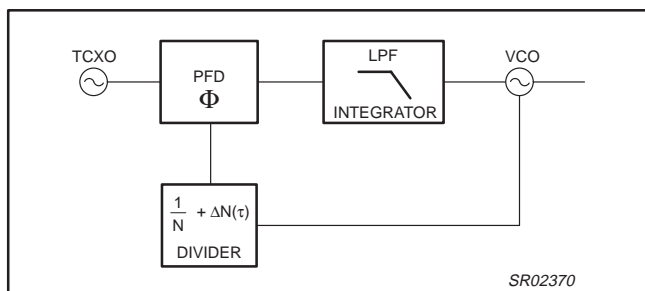 TCXO
PFD
Φ
LPF
INTEGRATOR
VCO
1/N + ΔN(τ)
DIVIDER
SR02370